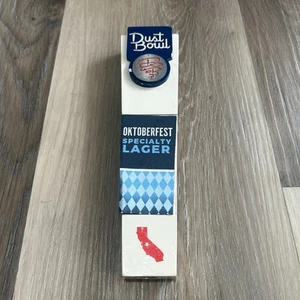 Dust
Bowl
OKTOBERFEST
SPECIALTY
LAGER